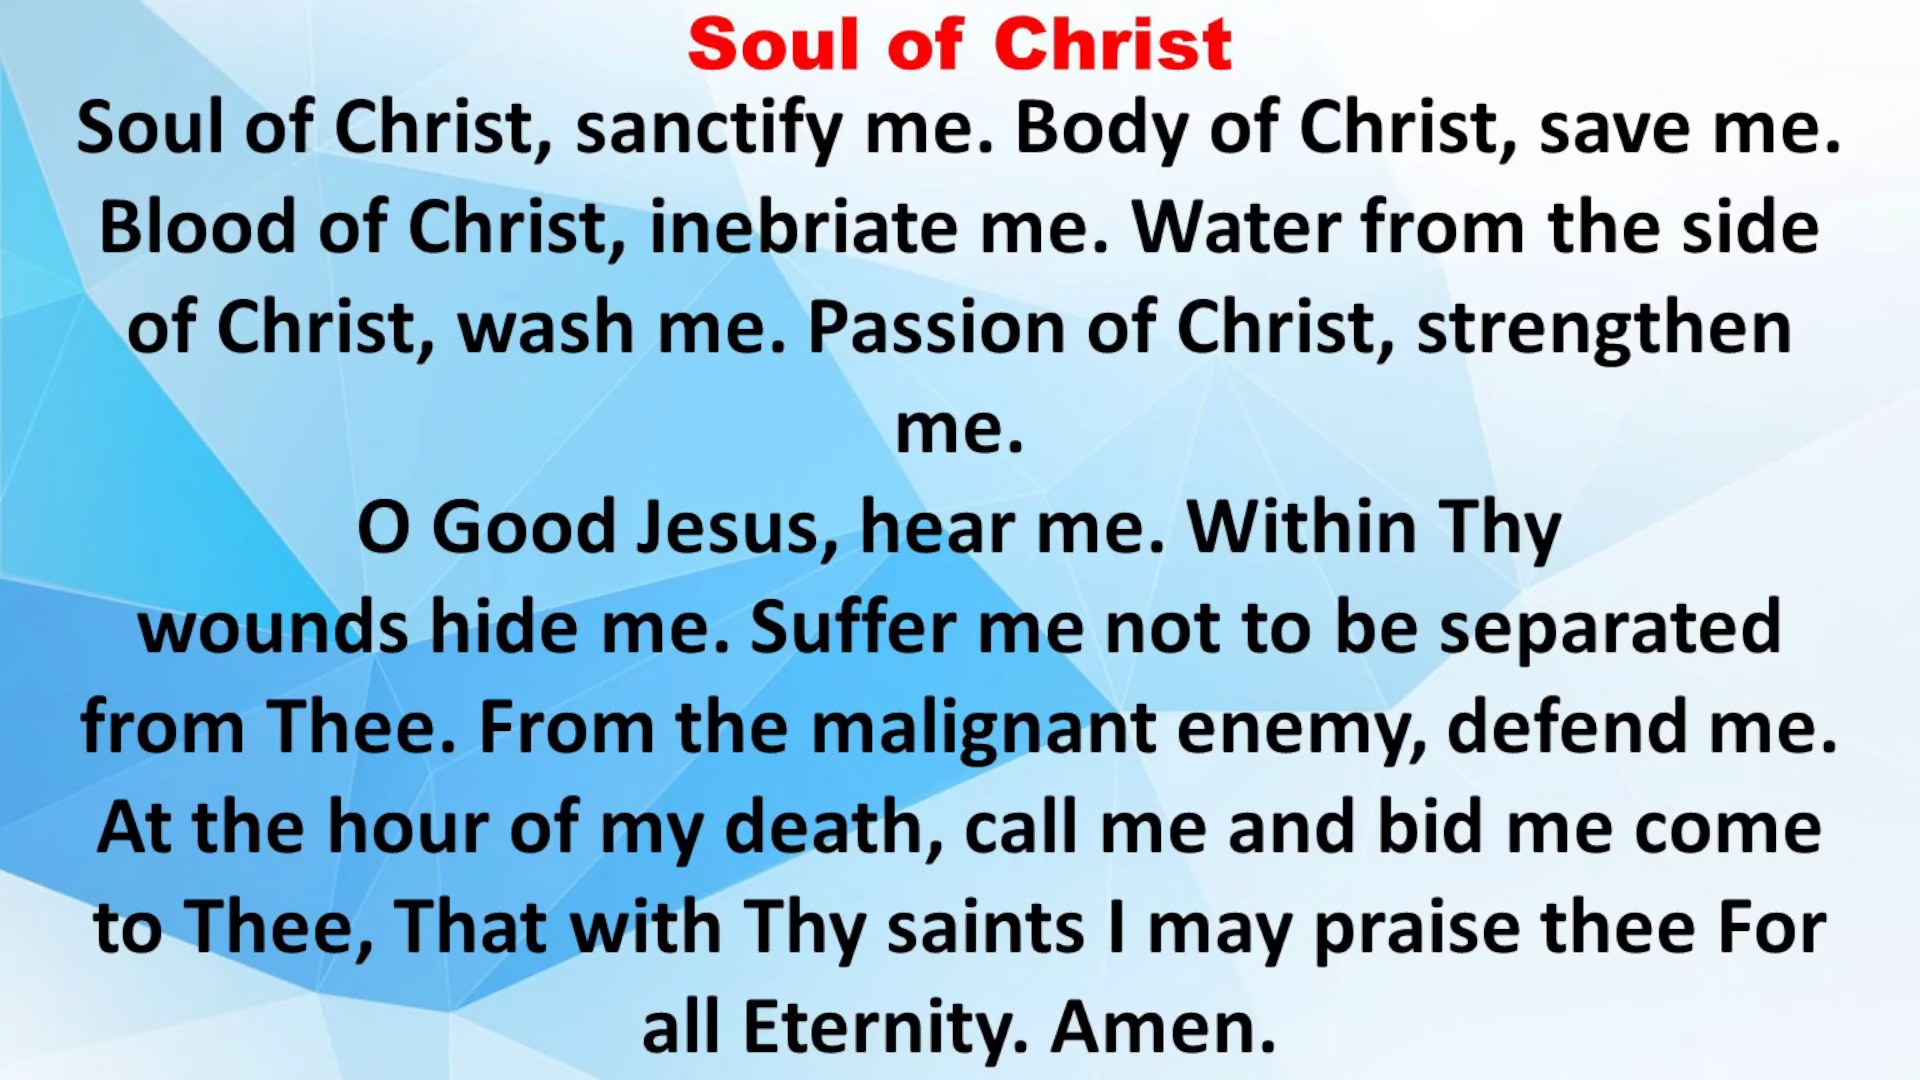 Soul of Christ
Soul of Christ, sanctify me. Body of Christ, save me.
Blood of Christ, inebriate me. Water from the side
of Christ, wash me. Passion of Christ, strengthen
me.
O Good Jesus, hear me. Within Thy
wounds hide me. Suffer me not to be separated
from Thee. From the malignant enemy, defend me.
At the hour of my death, call me and bid me come
to Thee, That with Thy saints I may praise thee For
all Eternity. Amen.